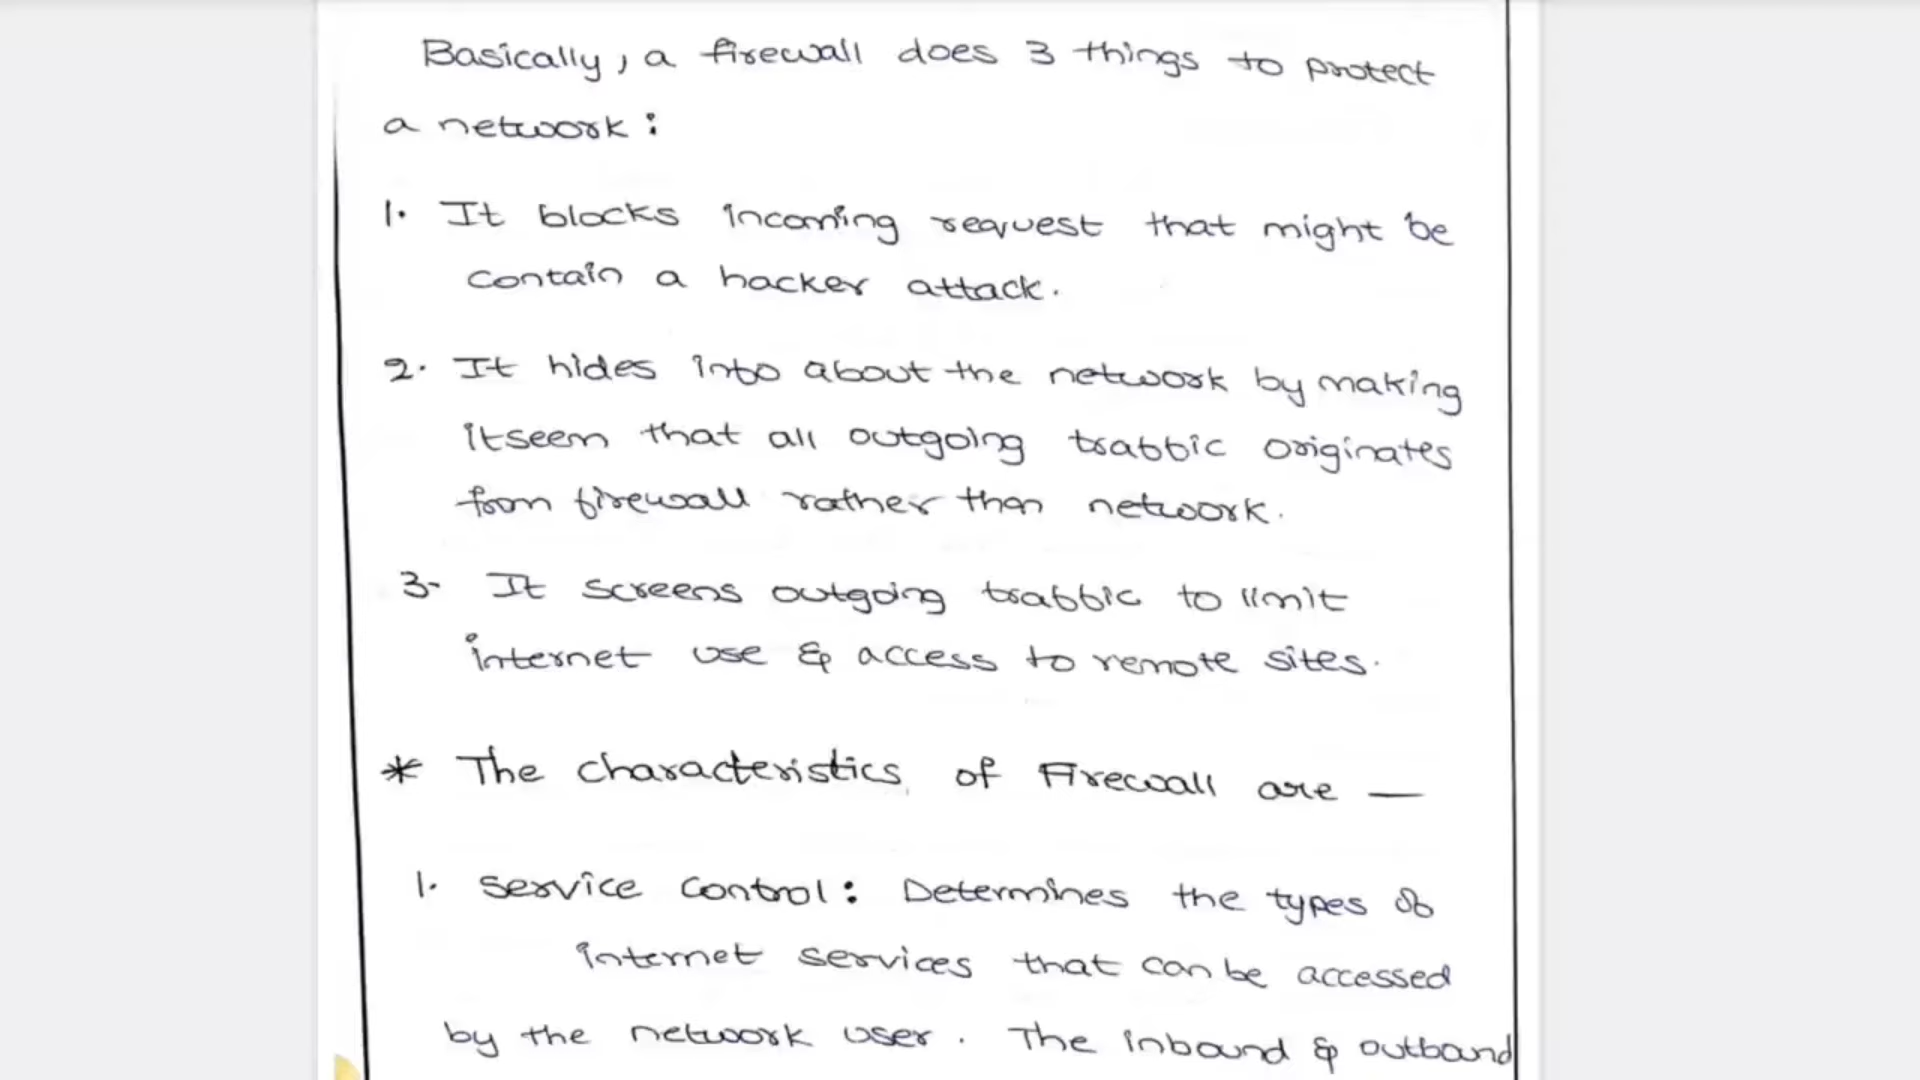 Basically, a firewall does 3 things to protect
a network:
1. It blocks incoming request that might be
contain a hacker attack.
2. It hides info about the network by making
itseem that all outgoing traffic originates
from firewall rather than network.
3- It screens outgoing traffic to limit
internet use & access to remote sites.
* The characteristics of Firewall are —
1. Service Control: Determines the types of
internet services that can be accessed
by the network user. The inbound & outbound